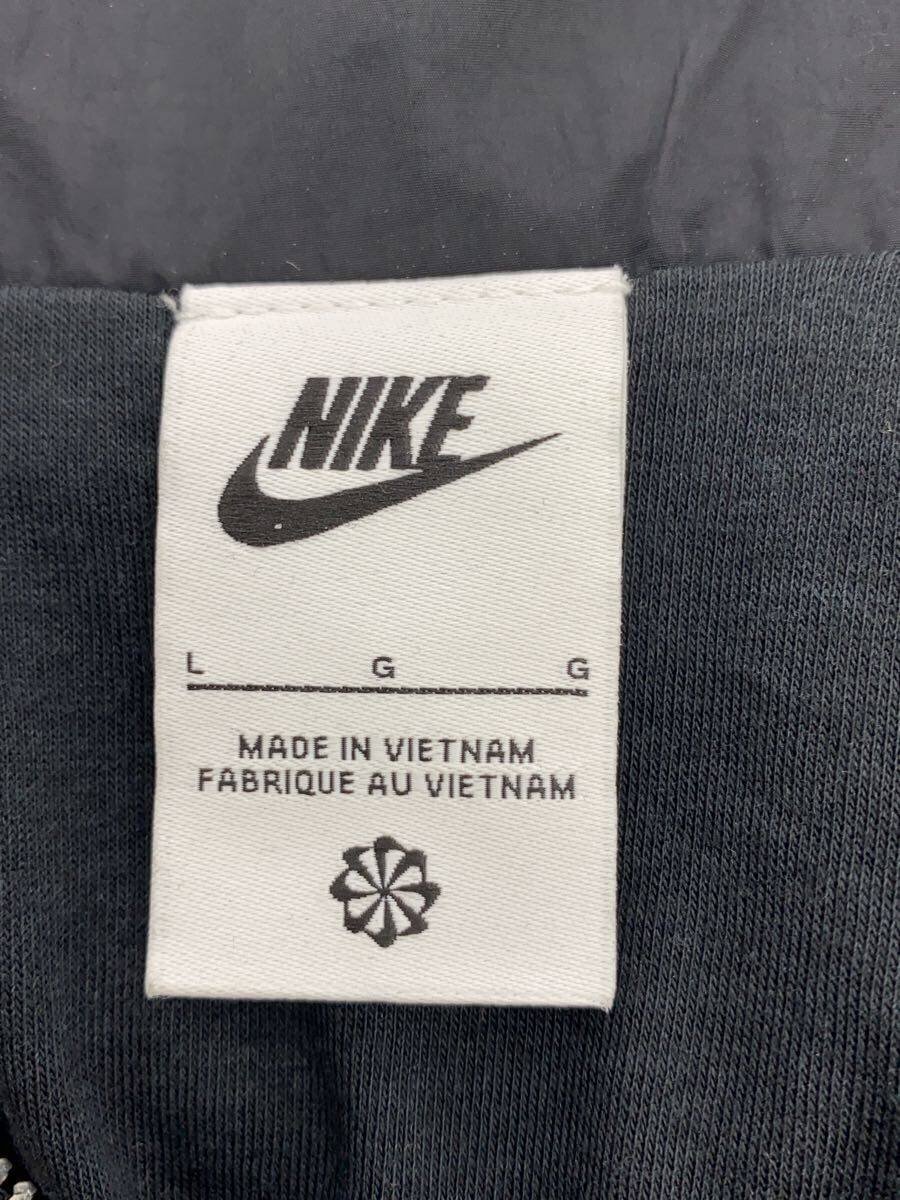 NIKE
L G G
MADE IN VIETNAM
FABRIQUE AU VIETNAM